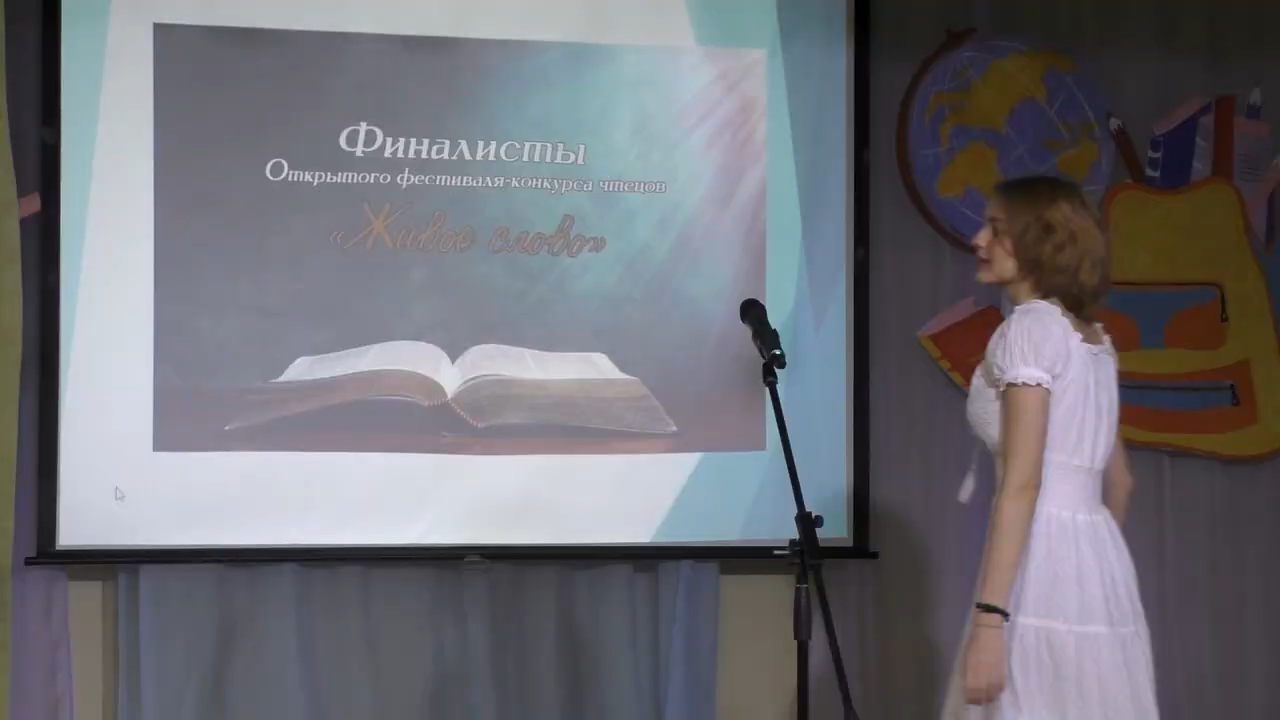 Финалисты
Открытого фестиваля-конкурса чтецов
«Живое слово»